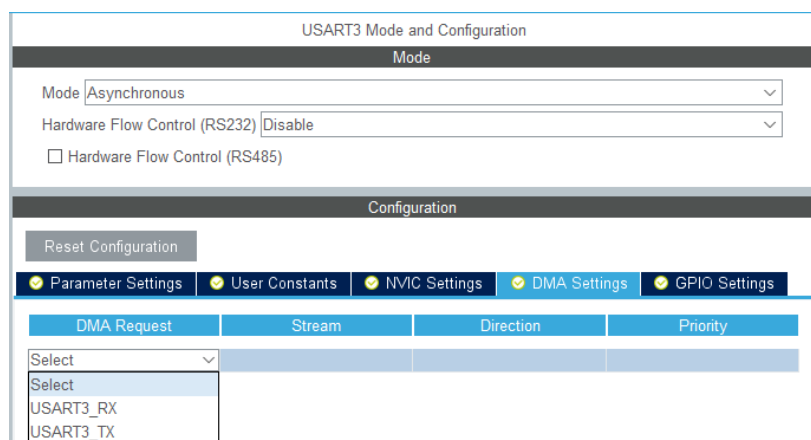 USART3 Mode and Configuration
Mode
Mode Asynchronous
Hardware Flow Control (RS232) Disable
Hardware Flow Control (RS485)
Configuration
Reset Configuration
Parameter Settings User Constants NVIC Settings DMA Settings GPIO Settings
DMA Request Stream Direction Priority
Select
Select
USART3_RX
USART3_TX